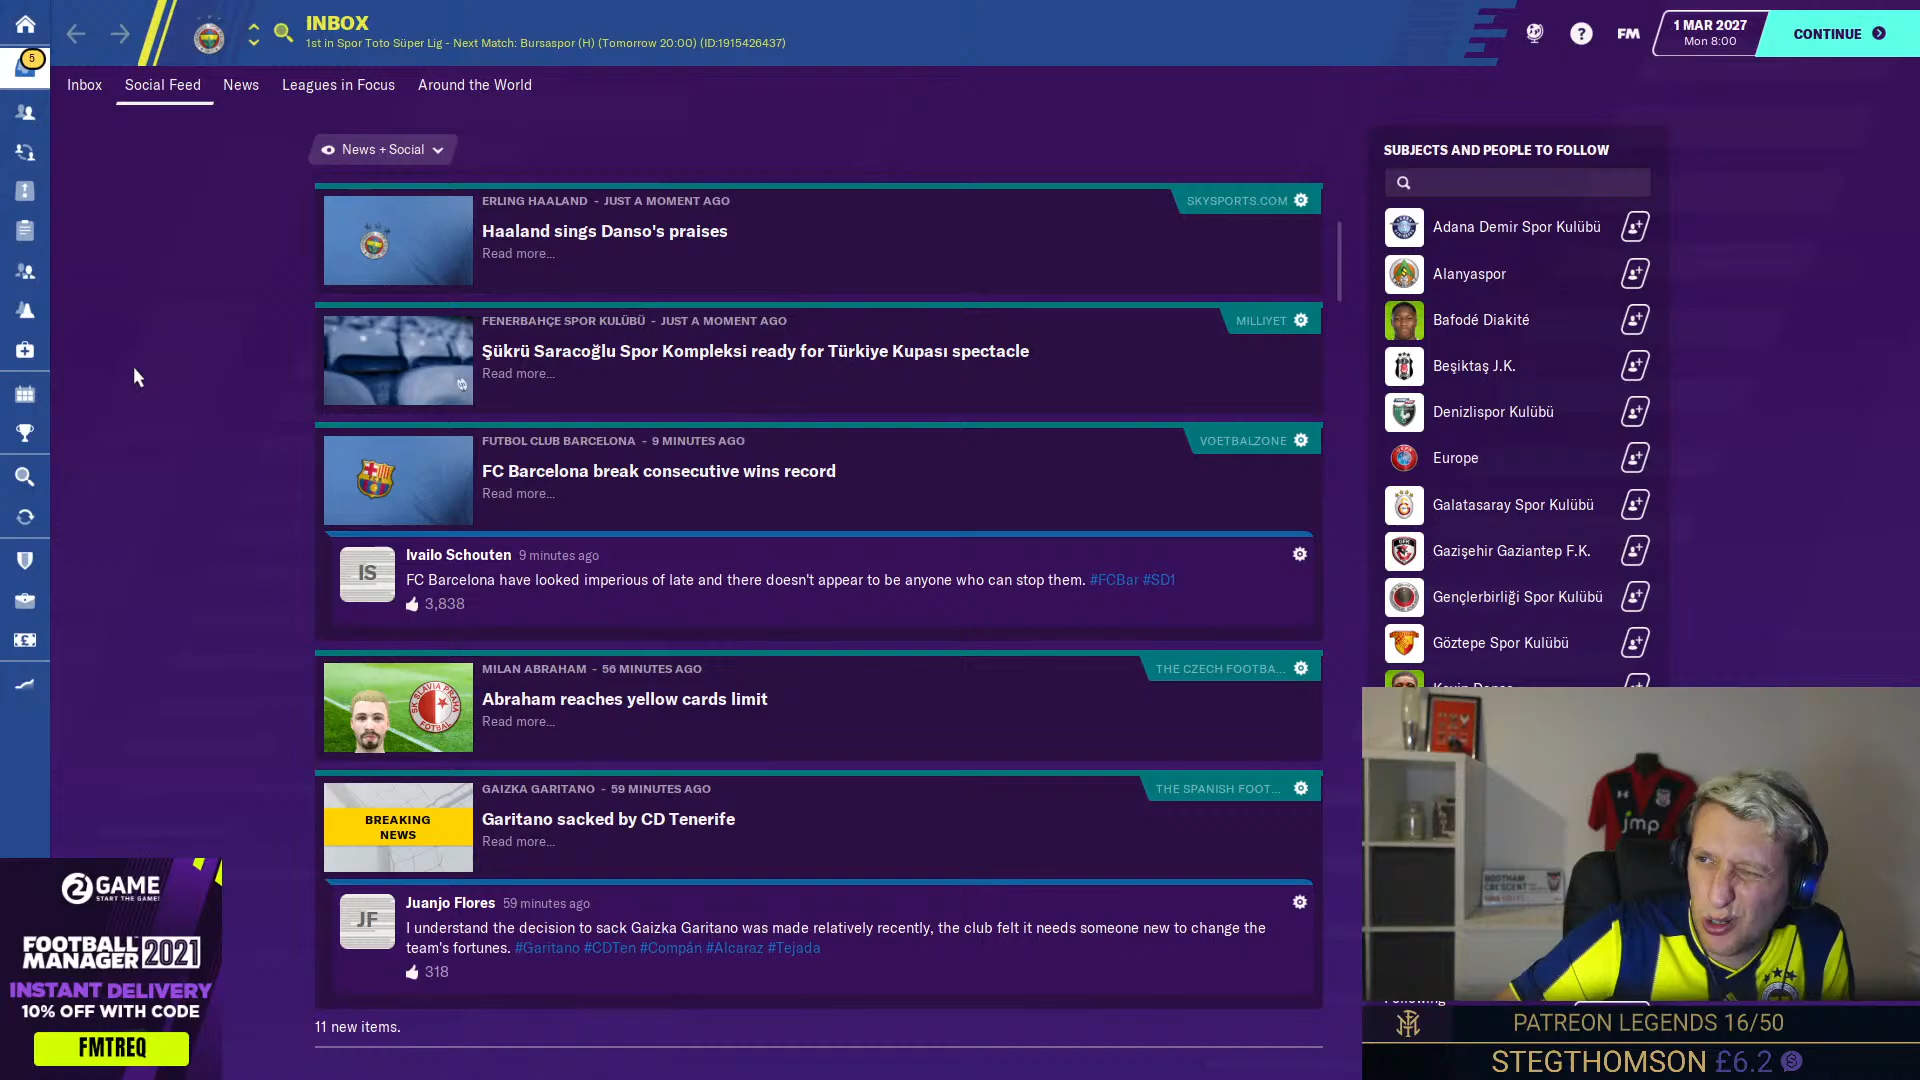 INBOX
1st in Spor Toto Süper Lig - Next Match: Bursaspor (H) (Tomorrow 20:00) (ID:1915426437)
?
FM
1 MAR 2027
Mon 8:00
CONTINUE
5
Inbox
Social Feed
News
Leagues in Focus
Around the World
News + Social
ERLING HAALAND - JUST A MOMENT AGO
SKYSPORTS.COM
Haaland sings Danso's praises
Read more...
FENERBAHÇE SPOR KULÜBÜ - JUST A MOMENT AGO
MILLIYET
Şükrü Saracoğlu Spor Kompleksi ready for Türkiye Kupası spectacle
Read more...
FUTBOL CLUB BARCELONA - 9 MINUTES AGO
VOETBALZONE
FC Barcelona break consecutive wins record
Read more...
IS
Ivailo Schouten 9 minutes ago
FC Barcelona have looked imperious of late and there doesn't appear to be anyone who can stop them. #FCBar #SD1
3,838
MILAN ABRAHAM - 56 MINUTES AGO
THE CZECH FOOTBA...
SK SLAVIA PRAHA
FOTBAL
Abraham reaches yellow cards limit
Read more...
GAIZKA GARITANO - 59 MINUTES AGO
THE SPANISH FOOT...
BREAKING
NEWS
Garitano sacked by CD Tenerife
Read more...
JF
Juanjo Flores 59 minutes ago
I understand the decision to sack Gaizka Garitano was made relatively recently, the club felt it needs someone new to change the
team's fortunes. #Garitano #CDTen #Compán #Alcaraz #Tejada
318
11 new items.
SUBJECTS AND PEOPLE TO FOLLOW
Adana Demir Spor Kulübü
Alanyaspor
Bafodé Diakité
Beşiktaş J.K.
Denizlispor Kulübü
Europe
Galatasaray Spor Kulübü
Gazişehir Gaziantep F.K.
Gençlerbirliği Spor Kulübü
Göztepe Spor Kulübü
Kevin Danso
jmp
BOOTHAM
CRESCENT
Following
PATREON LEGENDS 16/50
STEGTHOMSON £6.2
2GAME
START THE GAME!
FOOTBALL
MANAGER 2021
INSTANT DELIVERY
10% OFF WITH CODE
FMTREQ